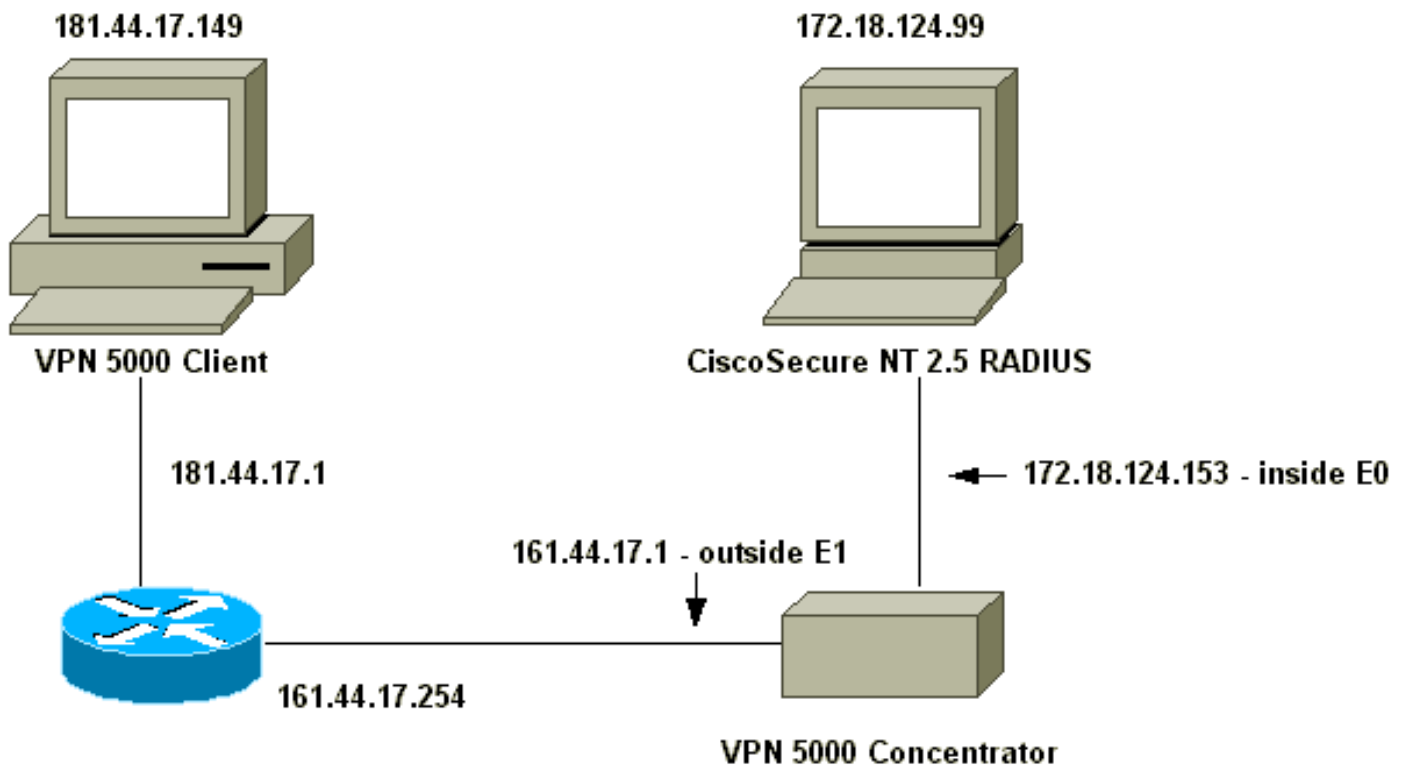 181.44.17.149
172.18.124.99
VPN 5000 Client
CiscoSecure NT 2.5 RADIUS
181.44.17.1
172.18.124.153 - inside E0
161.44.17.1 - outside E1
161.44.17.254
VPN 5000 Concentrator